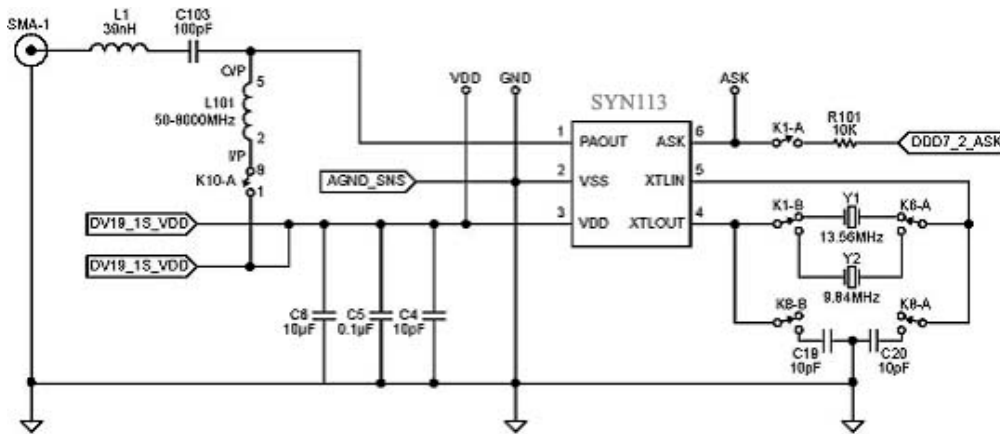 SMA-1
L1
39nH
C103
100pF
O/P
5
L101
50-8000MHz
2
I/P
9
K10-A
1
VDD
GND
SYN113
1
PAOUT
2
VSS
3
VDD
ASK
6
XTLIN
5
XTLOUT
4
ASK
K1-A
R101
10K
DDD7_2_ASK
AGND_SNS
DV19_1S_VDD
DV19_1S_VDD
K1-B
Y1
K6-A
13.56MHz
Y2
9.84MHz
K8-B
K8-A
C6
10µF
C5
0.1µF
C4
10pF
C19
10pF
C20
10pF